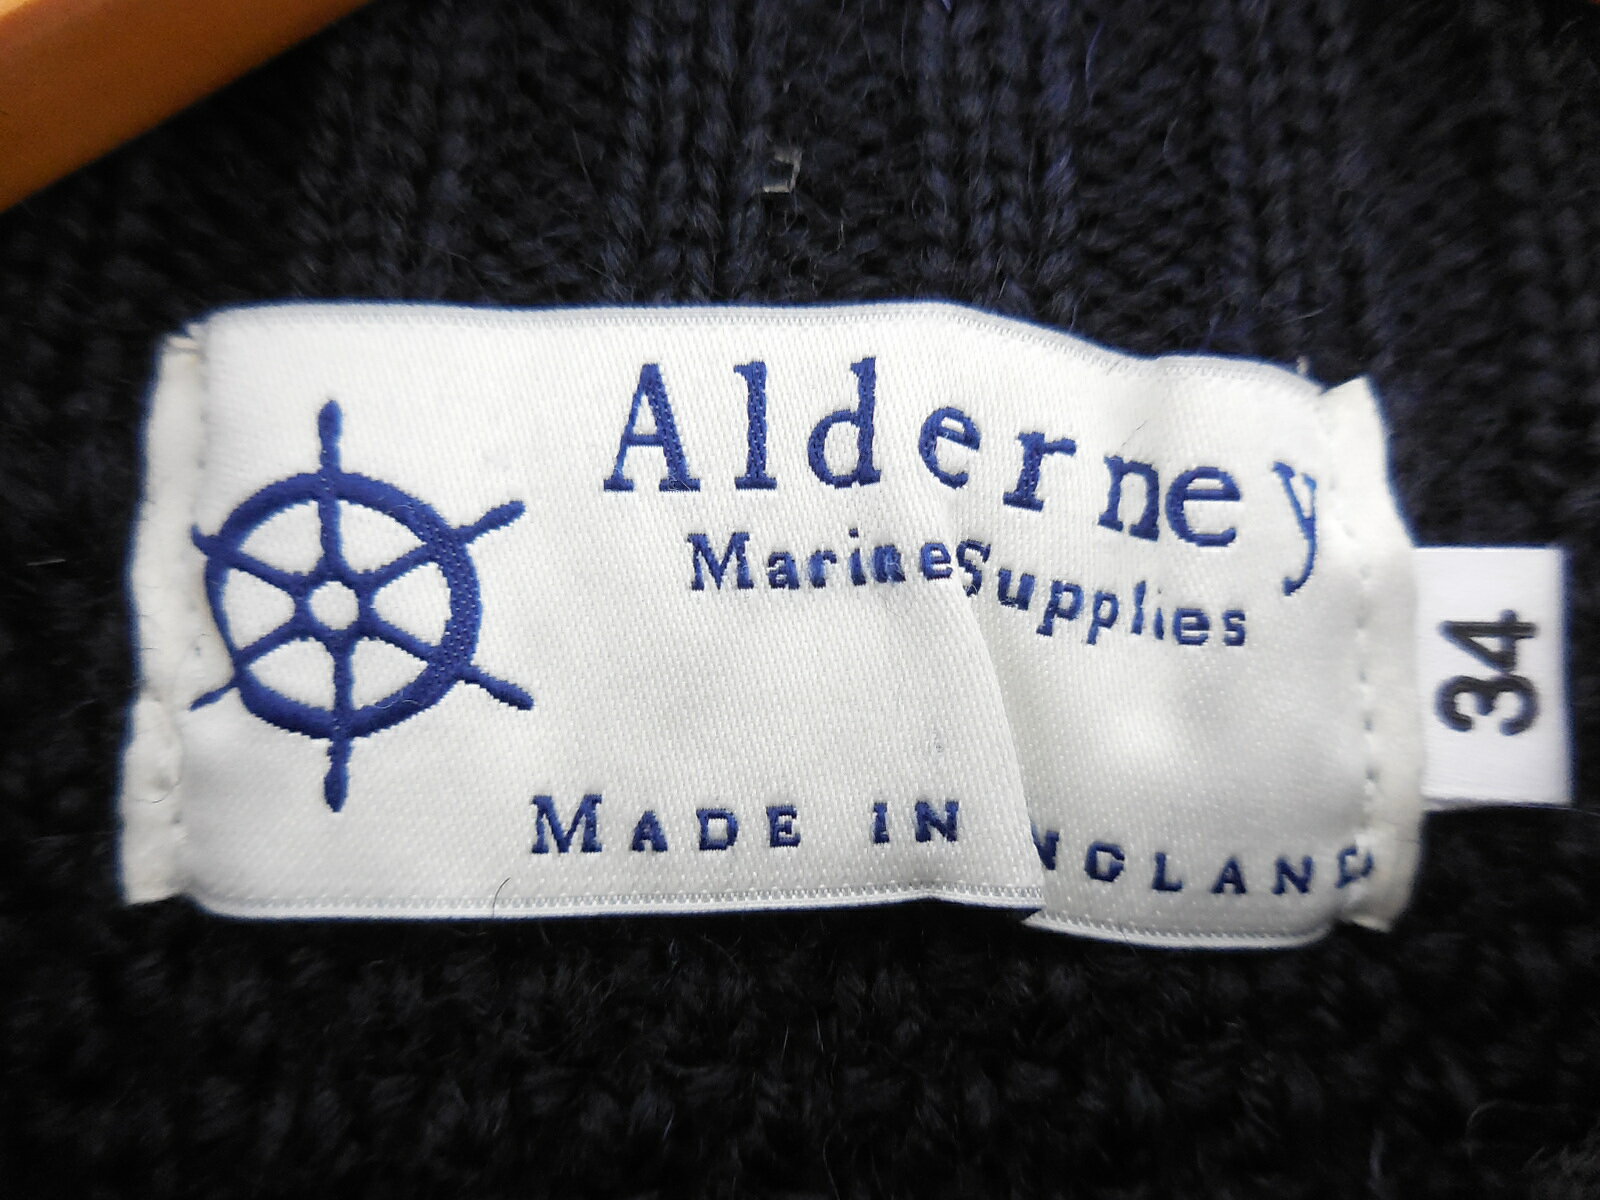 Alderney
Marine Supplies
MADE IN NGLAND
34